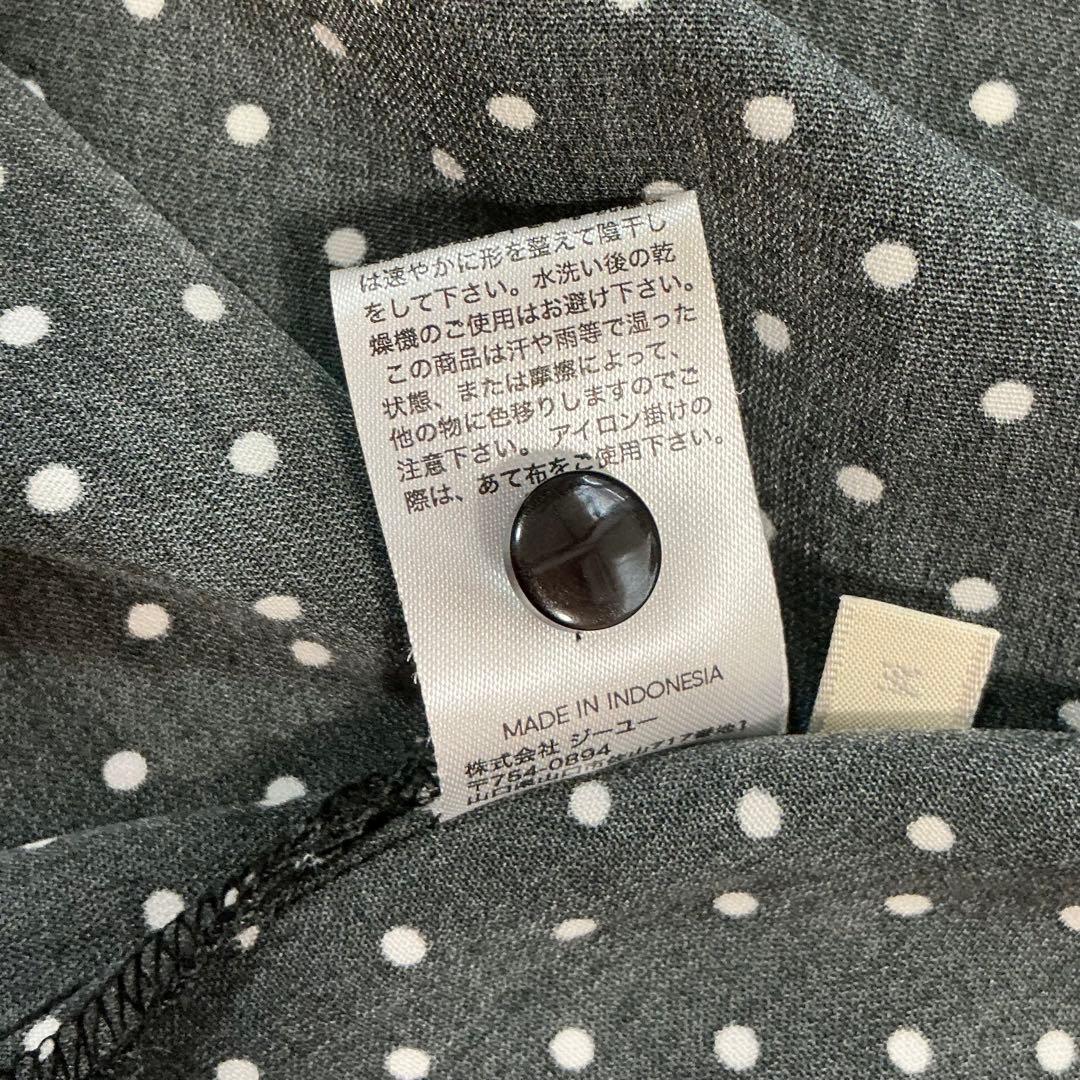 は速やかに形を整えて陰干し
をして下さい。水洗い後の乾
燥機のご使用はお避け下さい。
この商品は汗や雨等で湿った
状態、または摩擦によって、
他の物に色移りしますのでご
注意下さい。アイロン掛けの
際は、あて布をご使用下さい。
MADE IN INDONESIA
株式会社 ジーユー
〒754-0894